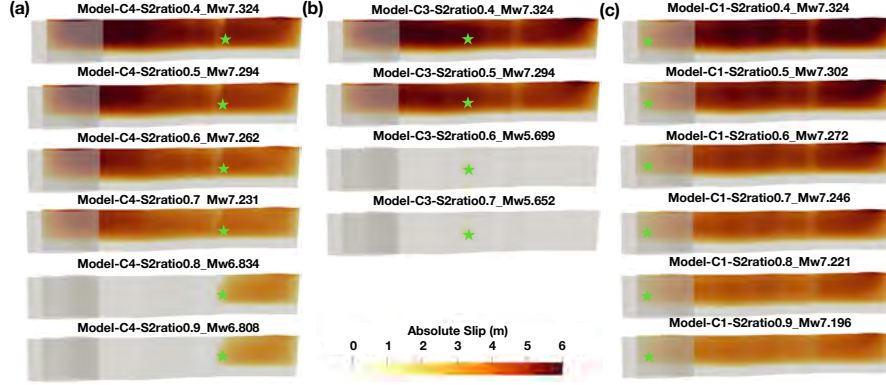 (a)
Model-C4-S2ratio0.4_Mw7.324
Model-C4-S2ratio0.5_Mw7.294
Model-C4-S2ratio0.6_Mw7.262
Model-C4-S2ratio0.7_Mw7.231
Model-C4-S2ratio0.8_Mw6.834
Model-C4-S2ratio0.9_Mw6.808
(b)
Model-C3-S2ratio0.4_Mw7.324
Model-C3-S2ratio0.5_Mw7.294
Model-C3-S2ratio0.6_Mw5.699
Model-C3-S2ratio0.7_Mw5.652
Absolute Slip (m)
0 1 2 3 4 5 6
(c)
Model-C1-S2ratio0.4_Mw7.324
Model-C1-S2ratio0.5_Mw7.302
Model-C1-S2ratio0.6_Mw7.272
Model-C1-S2ratio0.7_Mw7.246
Model-C1-S2ratio0.8_Mw7.221
Model-C1-S2ratio0.9_Mw7.196